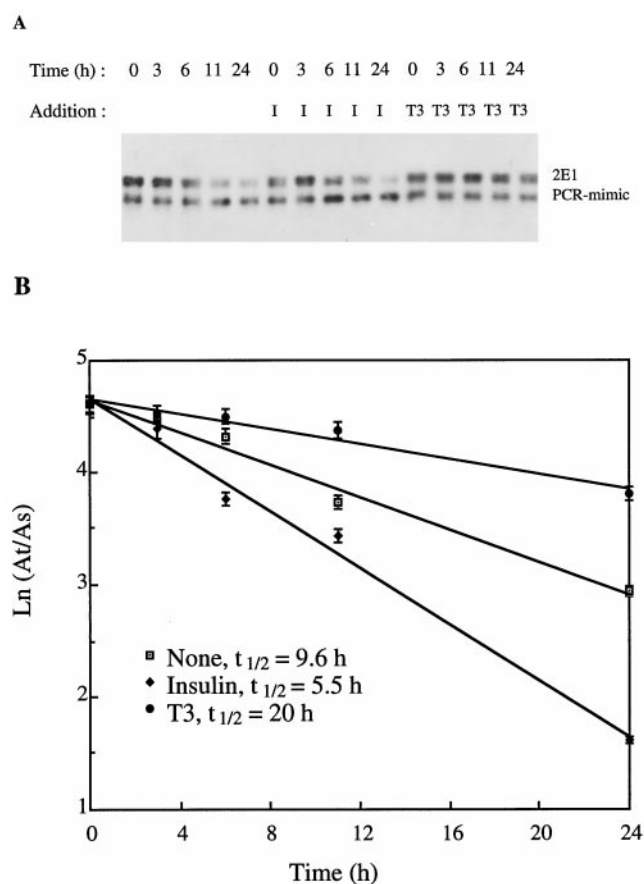 A
Time (h) : 0 3 6 11 24 0 3 6 11 24 0 3 6 11 24
Addition : I I I I I T3 T3 T3 T3 T3
2E1
PCR-mimic
B
5
4
3
2
1
Ln (At/As)
None, t 1/2 = 9.6 h
Insulin, t 1/2 = 5.5 h
T3, t 1/2 = 20 h
0 4 8 12 16 20 24
Time (h)